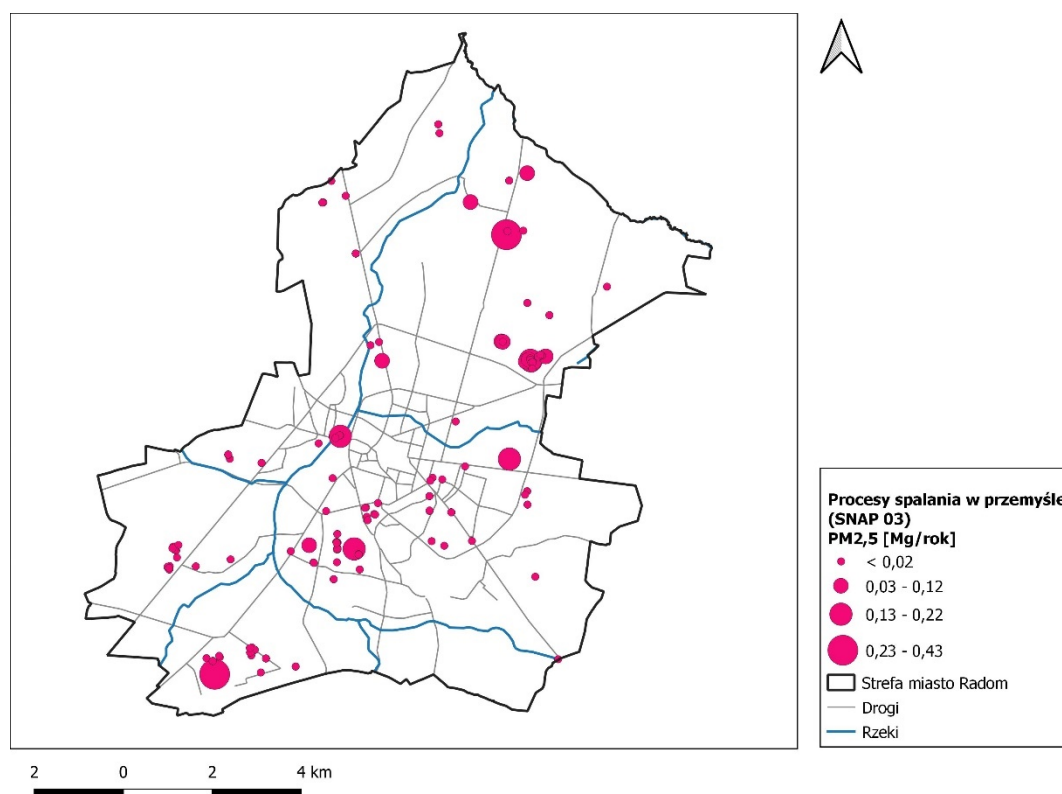 Procesy spalania w przemyśle
(SNAP 03)
PM2,5 [Mg/rok]
< 0,02
0,03 - 0,12
0,13 - 0,22
0,23 - 0,43
Strefa miasto Radom
Drogi
Rzeki
2 0 2 4 km